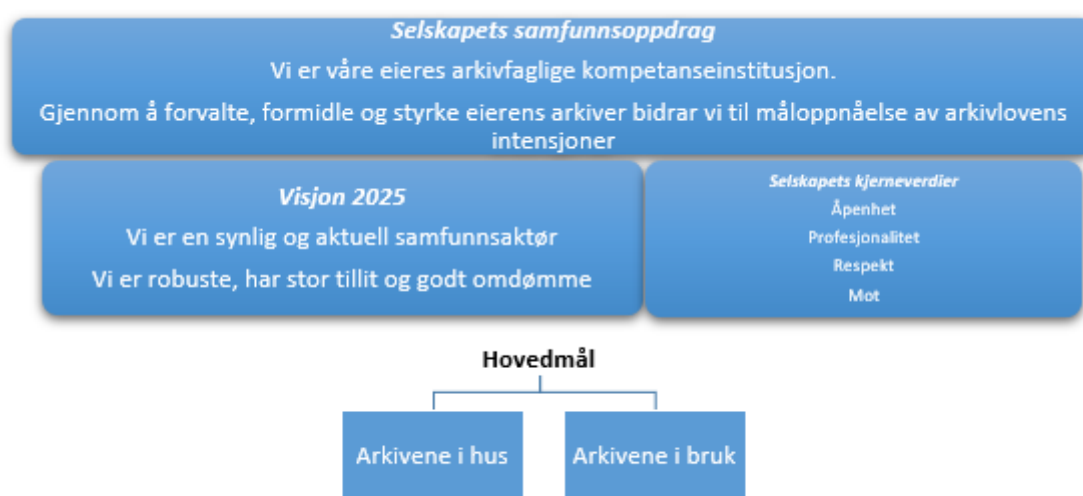 Selskapets samfunnsoppdrag
Vi er våre eieres arkivfaglige kompetanseinstitusjon.
Gjennom å forvalte, formidle og styrke eierens arkiver bidrar vi til måloppnåelse av arkivlovens
intensjoner
Visjon 2025
Vi er en synlig og aktuell samfunnsaktør
Vi er robuste, har stor tillit og godt omdømme
Selskapets kjerneverdier
Åpenhet
Profesjonalitet
Respekt
Mot
Hovedmål
Arkivene i hus
Arkivene i bruk